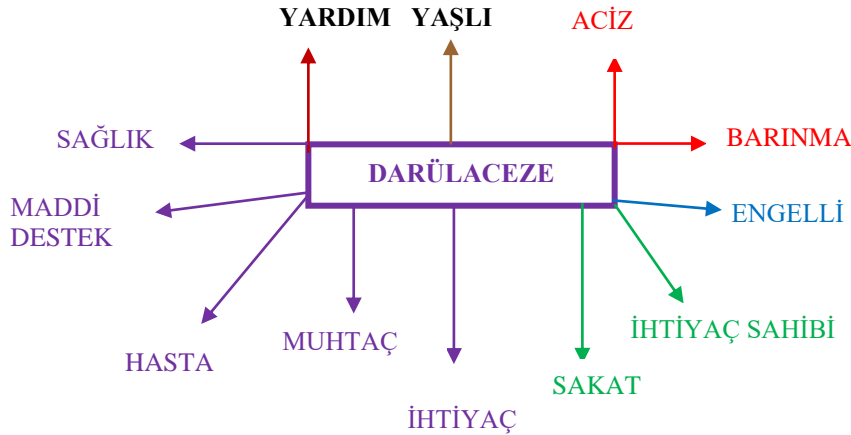 YARDIM YAŞLI ACİZ
SAĞLIK
BARINMA
DARÜLACEZE
MADDİ
DESTEK
ENGELLİ
HASTA
MUHTAÇ
İHTİYAÇ SAHİBİ
SAKAT
İHTİYAÇ